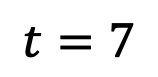 t = 7